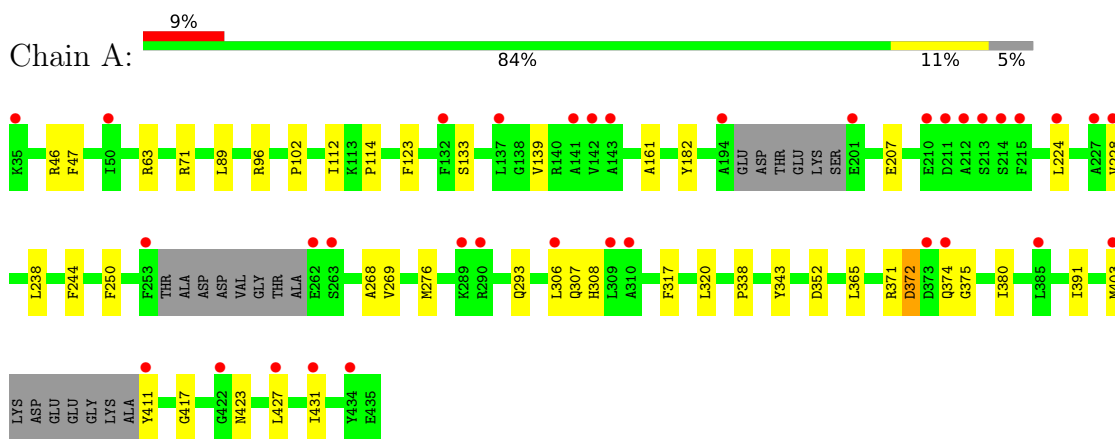 9%
Chain A:
84% 11% 5%
K35 I50 R63 R71 L89 R96 P102 I112 K113 P114 F123 F132 S133 L137 G138 V139 R140 A141 V142 A143 A161 Y182 A194 GLU ASP THR GLU LYS SER E201 E207 E210 D211 A212 S213 S214 F215 L224 A227 V228
R46 F47
L238 F244 F250 F253 THR ALA ASP ASP VAL GLY THR ALA E262 S263 A268 V269 M276 K289 R290 Q293 L306 Q307 H308 L309 A310 F317 L320 P338 Y343 D352 L365 R371 D372 D373 Q374 G375 I380 L385 I391 M403
LYS ASP GLU GLU GLY LYS ALA Y411 G417 G422 N423 L427 I431 Y434 E435